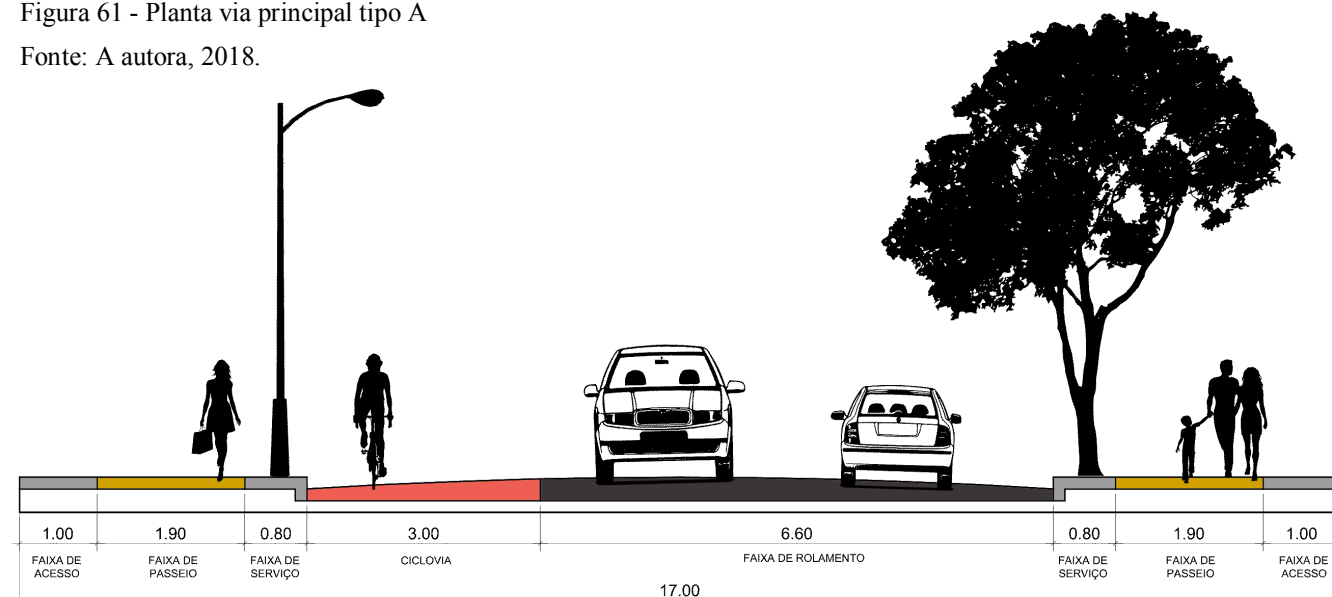 Figura 61 - Planta via principal tipo A
Fonte: A autora, 2018.
1.00 1.90 0.80 3.00 6.60 0.80 1.90 1.00
FAIXA DE ACESSO
FAIXA DE PASSEIO
FAIXA DE SERVIÇO
CICLOVIA
FAIXA DE ROLAMENTO
FAIXA DE SERVIÇO
FAIXA DE PASSEIO
FAIXA DE ACESSO
17.00